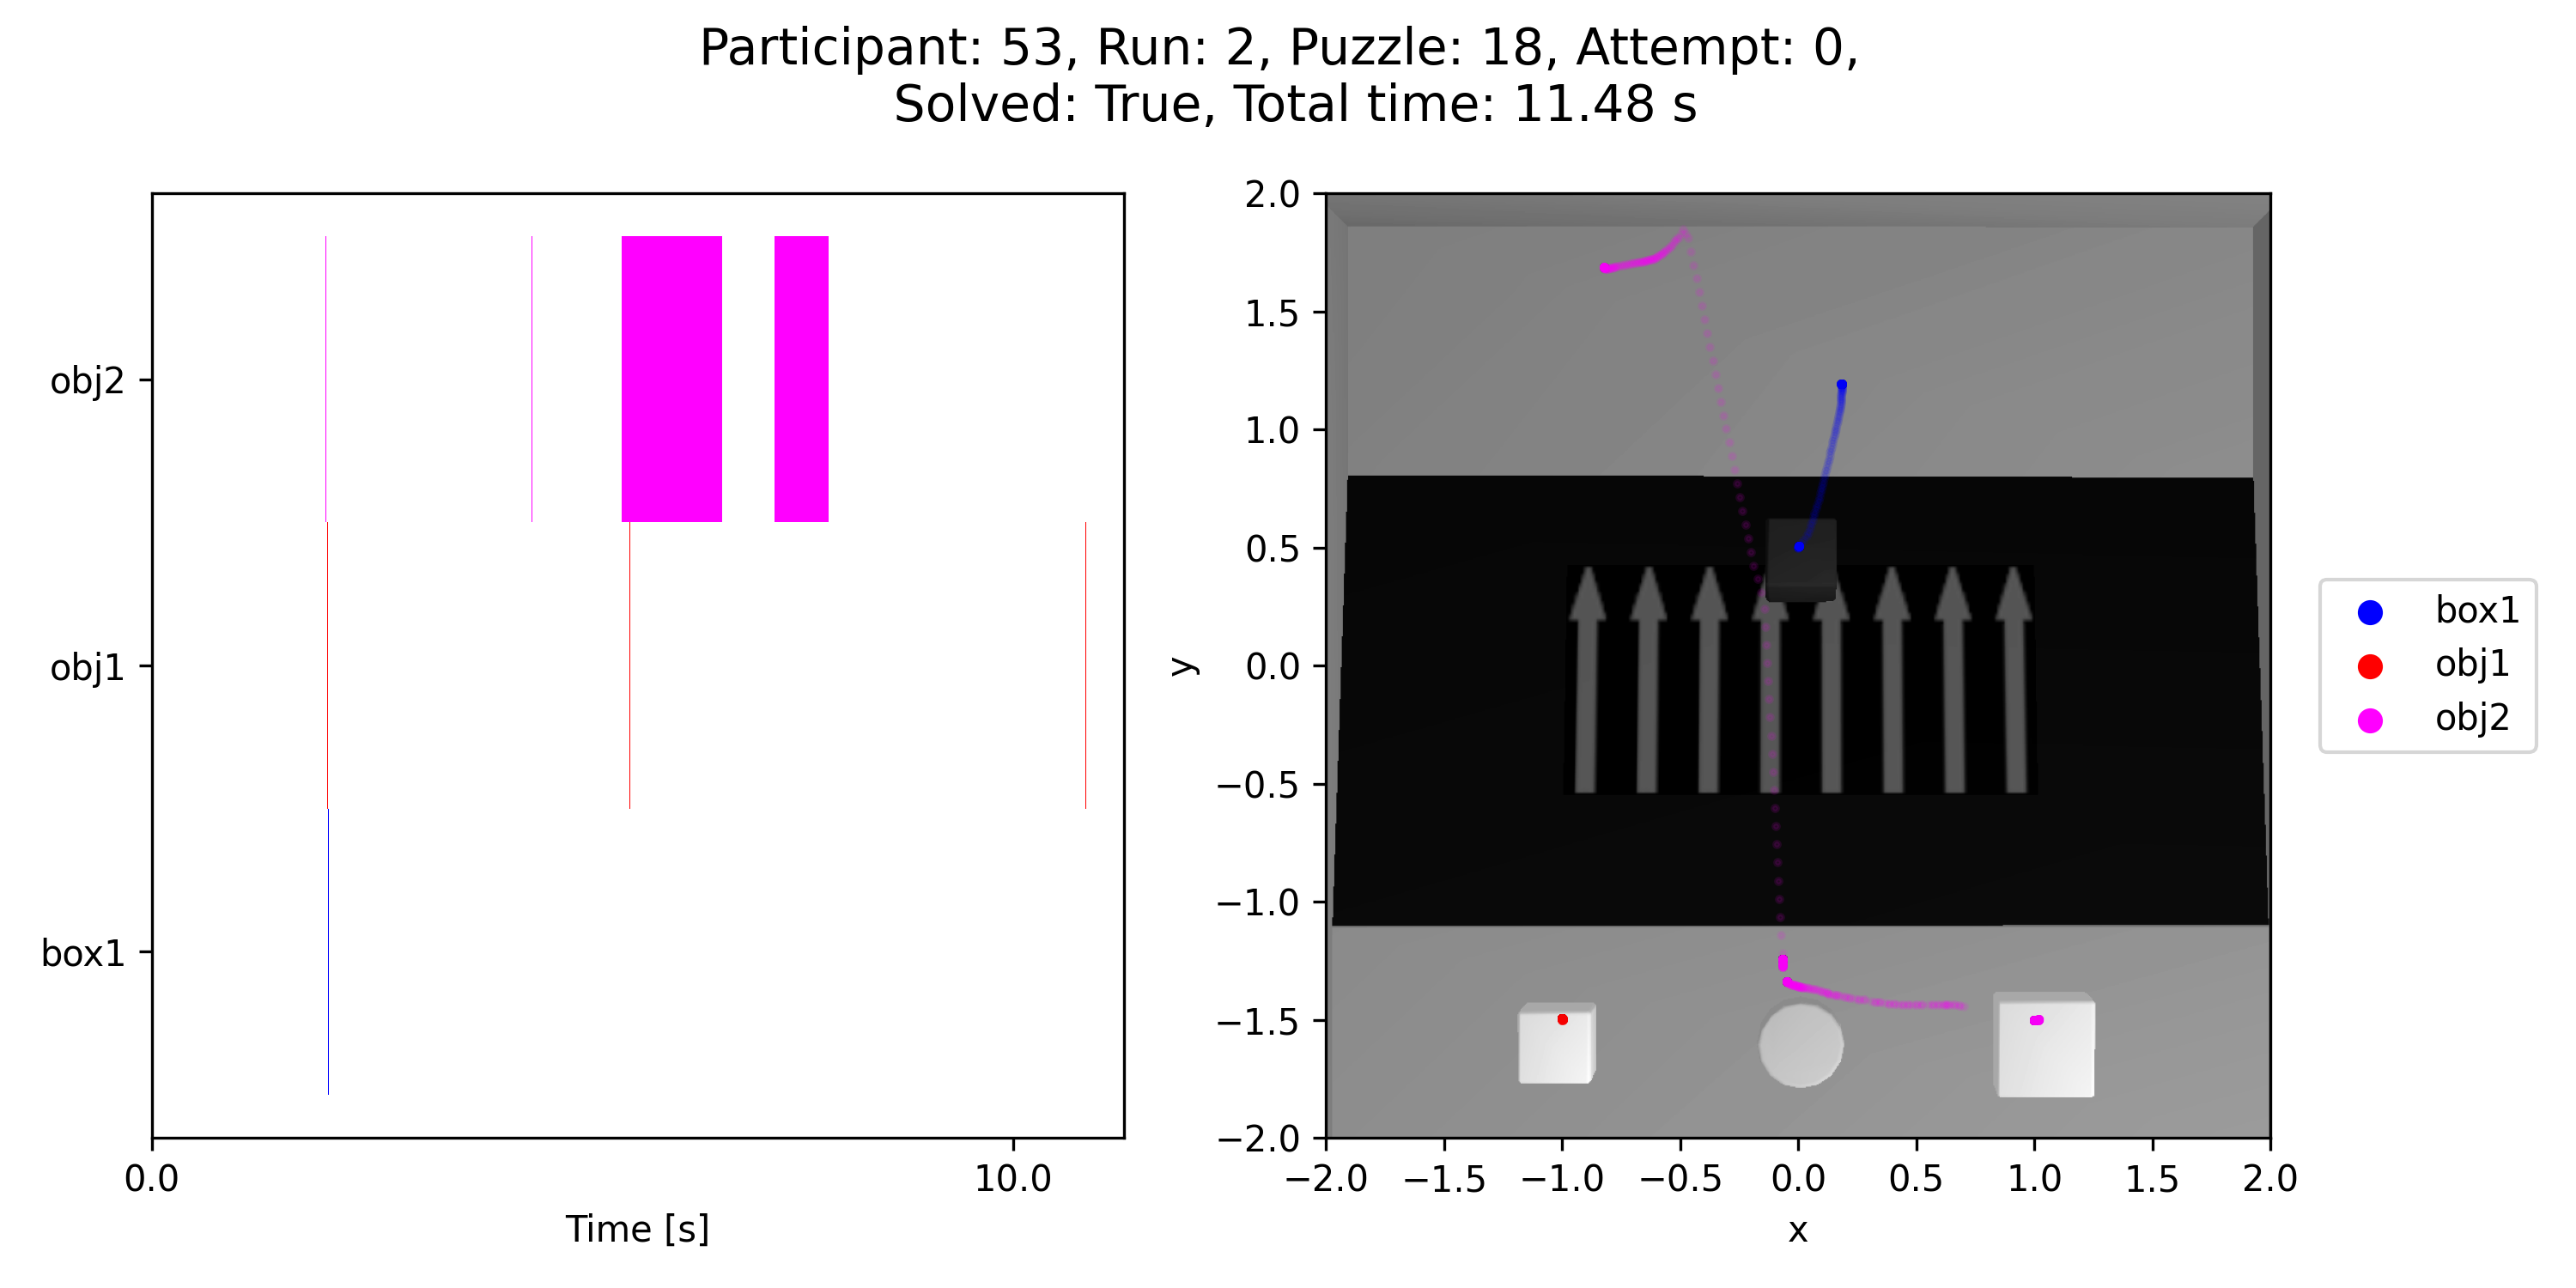 Participant: 53, Run: 2, Puzzle: 18, Attempt: 0,
Solved: True, Total time: 11.48 s
obj2
obj1
box1
0.0
10.0
Time [s]
2.0
1.5
1.0
0.5
0.0
−0.5
−1.0
−1.5
−2.0
y
−2.0
−1.5
−1.0
−0.5
0.0
0.5
1.0
1.5
2.0
x
box1
obj1
obj2